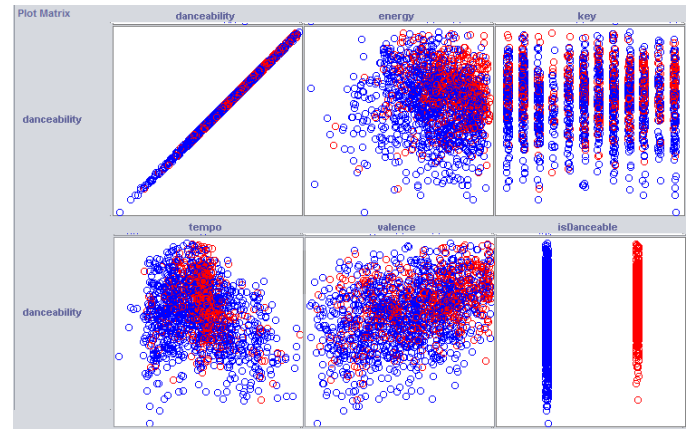 Plot Matrix
danceability
energy
key
danceability
tempo
valence
isDanceable
danceability